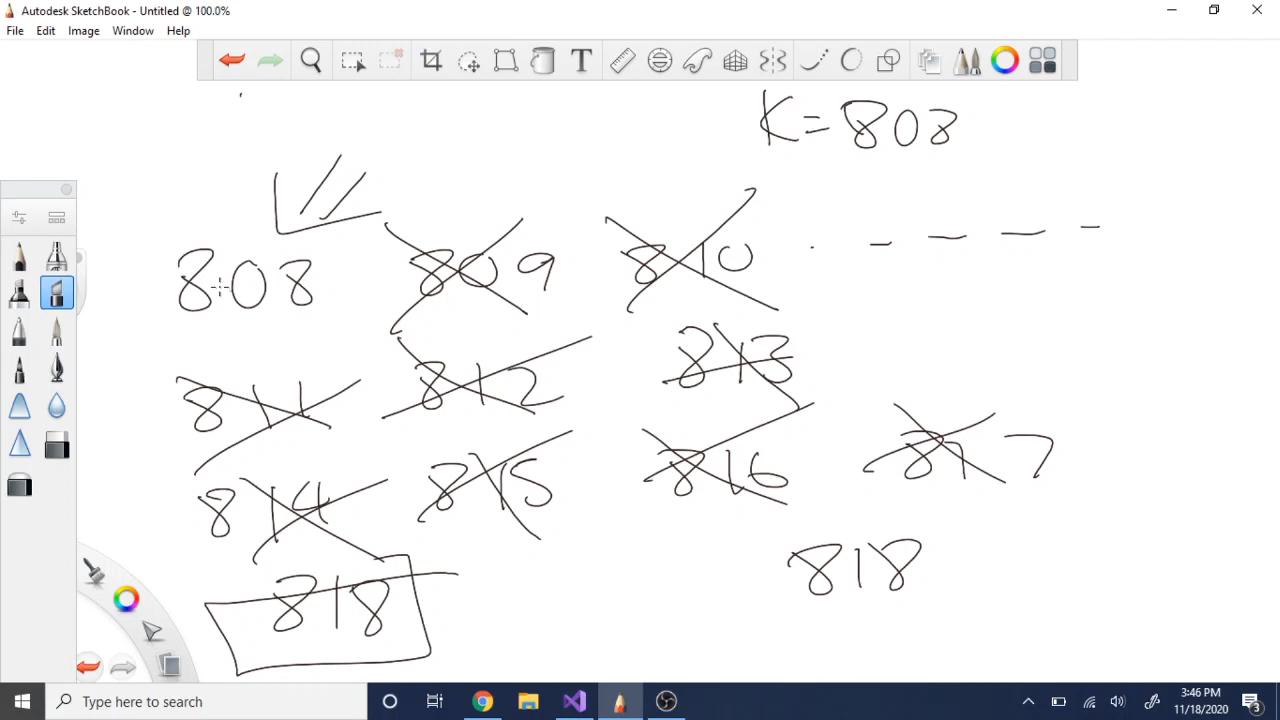 Autodesk SketchBook - Untitled @ 100.0%
File Edit Image Window Help
K = 808
808 809 810 . - - - -
811 812 813
814 815 816 817
818 818
Type here to search
3:46 PM
11/18/2020
3